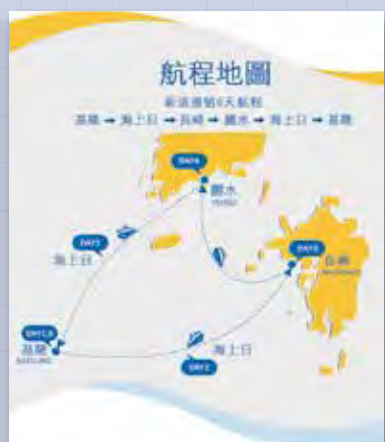 航程地圖
基隆 ➡ 海上日 ➡ 長崎 ➡ 麗水 ➡ 海上日 ➡ 基隆
DAY4
麗水
YEOSU
DAY5
海上日
DAY3
長崎
NAGASAKI
DAY1,6
基隆
KEELUNG
海上日
DAY2